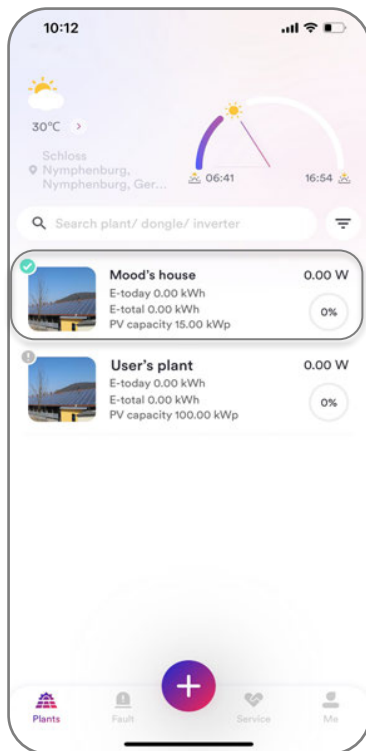 10:12
30°C
Schloss
Nymphenburg,
Nymphenburg, Ger...
06:41
16:54
Search plant/ dongle/ inverter
Mood's house
0.00 W
E-today 0.00 kWh
E-total 0.00 kWh
0%
PV capacity 15.00 kWp
User's plant
0.00 W
E-today 0.00 kWh
E-total 0.00 kWh
0%
PV capacity 100.00 kWp
Plants
Fault
Service
Me